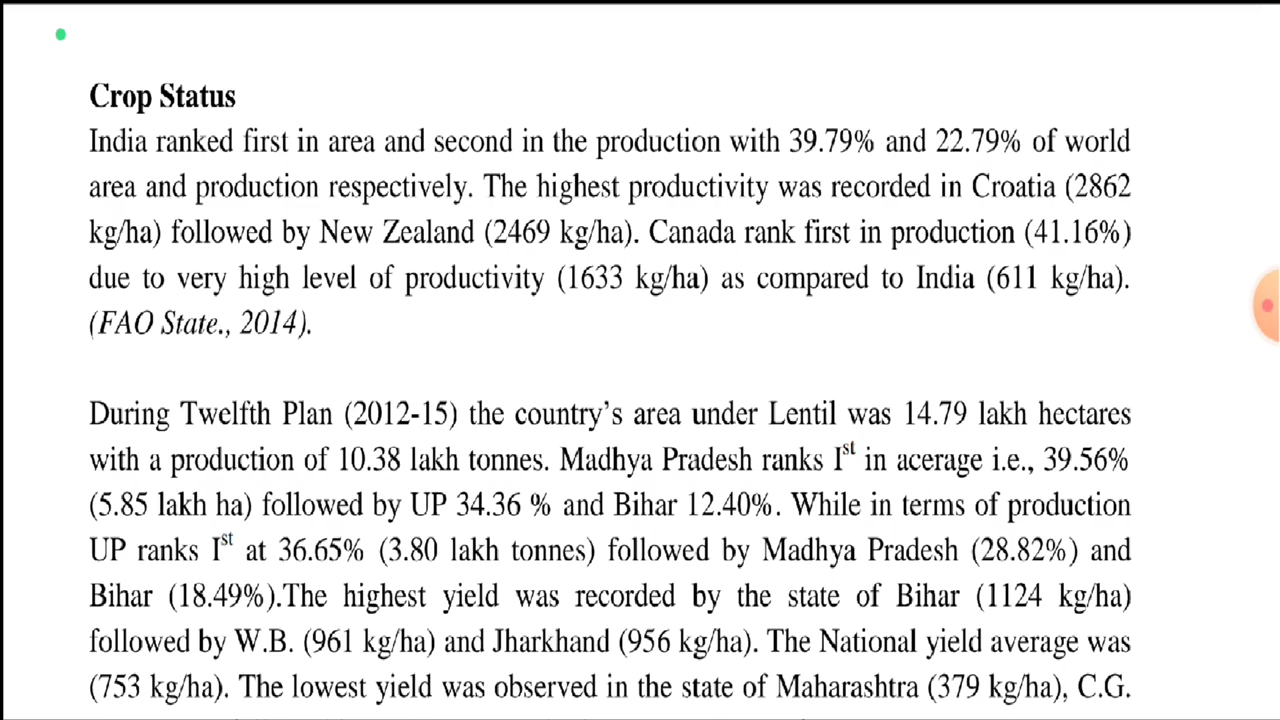 Crop Status
India ranked first in area and second in the production with 39.79% and 22.79% of world
area and production respectively. The highest productivity was recorded in Croatia (2862
kg/ha) followed by New Zealand (2469 kg/ha). Canada rank first in production (41.16%)
due to very high level of productivity (1633 kg/ha) as compared to India (611 kg/ha).
(FAO State., 2014).
During Twelfth Plan (2012-15) the country's area under Lentil was 14.79 lakh hectares
with a production of 10.38 lakh tonnes. Madhya Pradesh ranks Ist in acerage i.e., 39.56%
(5.85 lakh ha) followed by UP 34.36 % and Bihar 12.40%. While in terms of production
UP ranks Ist at 36.65% (3.80 lakh tonnes) followed by Madhya Pradesh (28.82%) and
Bihar (18.49%).The highest yield was recorded by the state of Bihar (1124 kg/ha)
followed by W.B. (961 kg/ha) and Jharkhand (956 kg/ha). The National yield average was
(753 kg/ha). The lowest yield was observed in the state of Maharashtra (379 kg/ha), C.G.